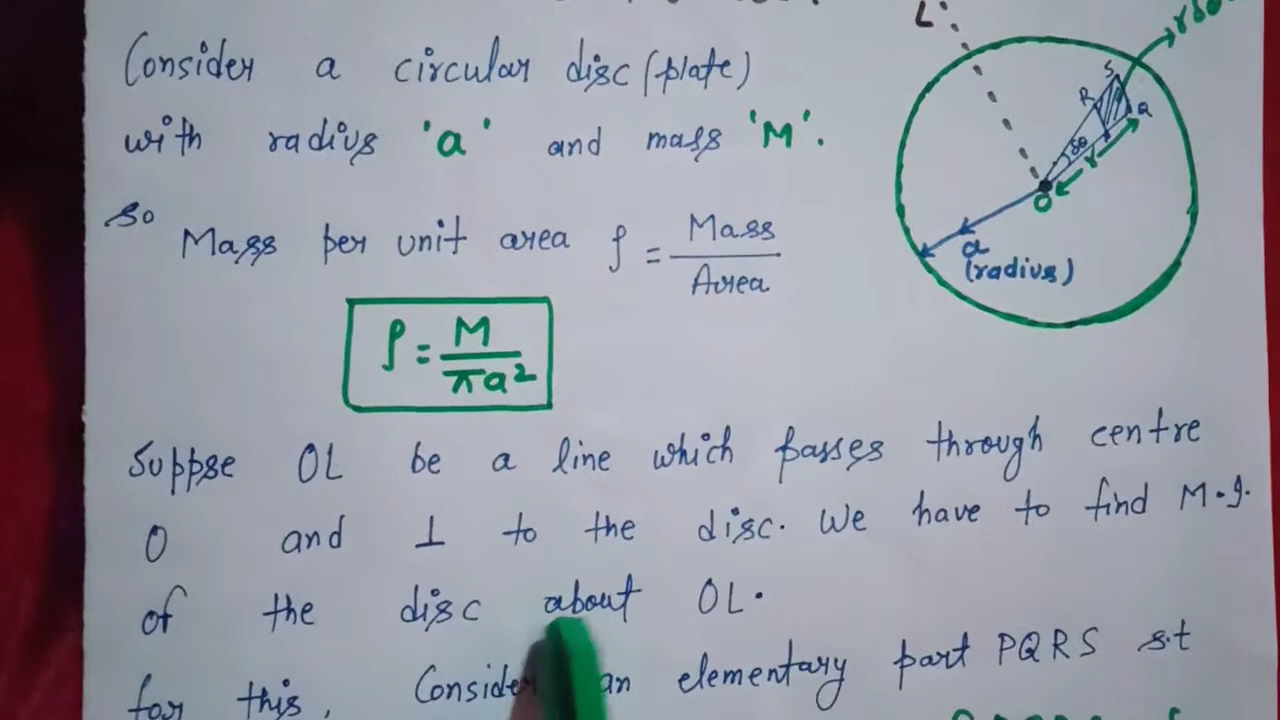 Consider a circular disc (plate)
with radius 'a' and mass 'M'.
So Mass per unit area ρ = Mass / Area
ρ = M / πa²
Suppse OL be a line which passes through centre
O and ⊥ to the disc. We have to find M.I.
of the disc about OL.
for this, Consider an elementary part PQRS s.t
L
S
R
Q
δθ
r
O
a
(radius)